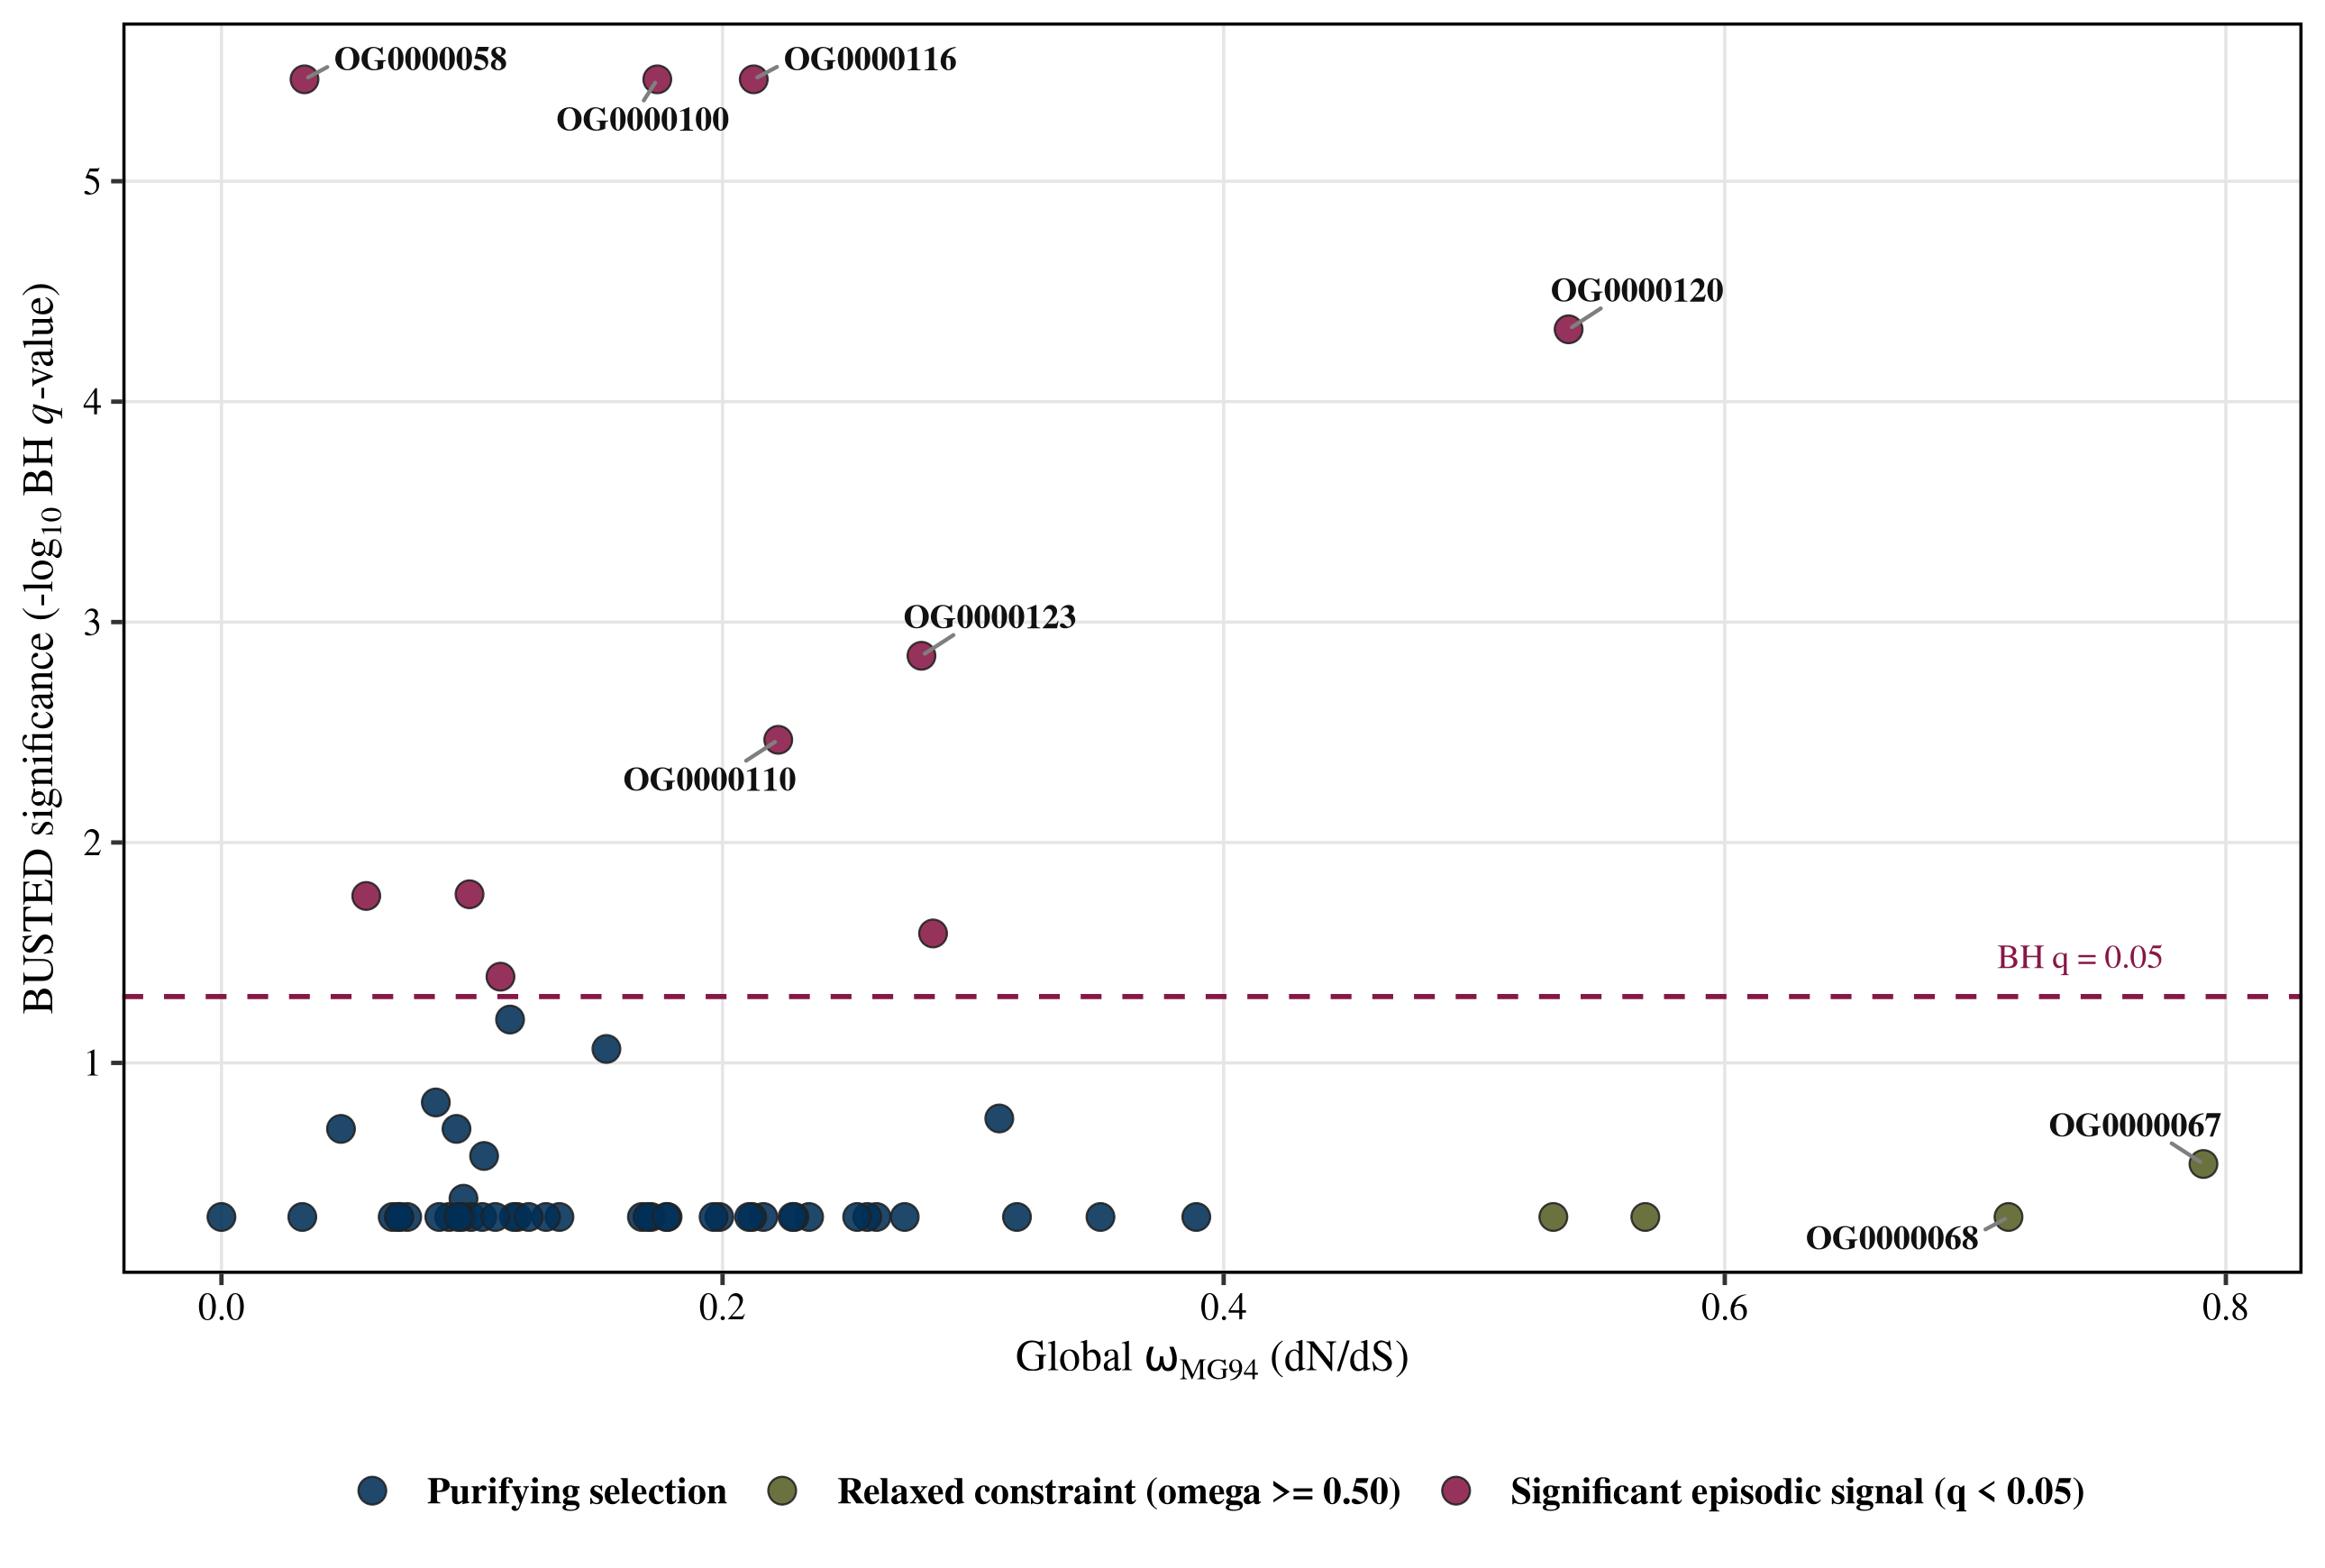 OG0000058
OG0000116
OG0000100
5
OG0000120
4
OG0000123
3
OG0000110
2
BH q = 0.05
1
OG0000067
OG0000068
BUSTED significance (-log10 BH q-value)
0.0 0.2 0.4 0.6 0.8
Global ωMG94 (dN/dS)
Purifying selection Relaxed constraint (omega >= 0.50) Significant episodic signal (q < 0.05)